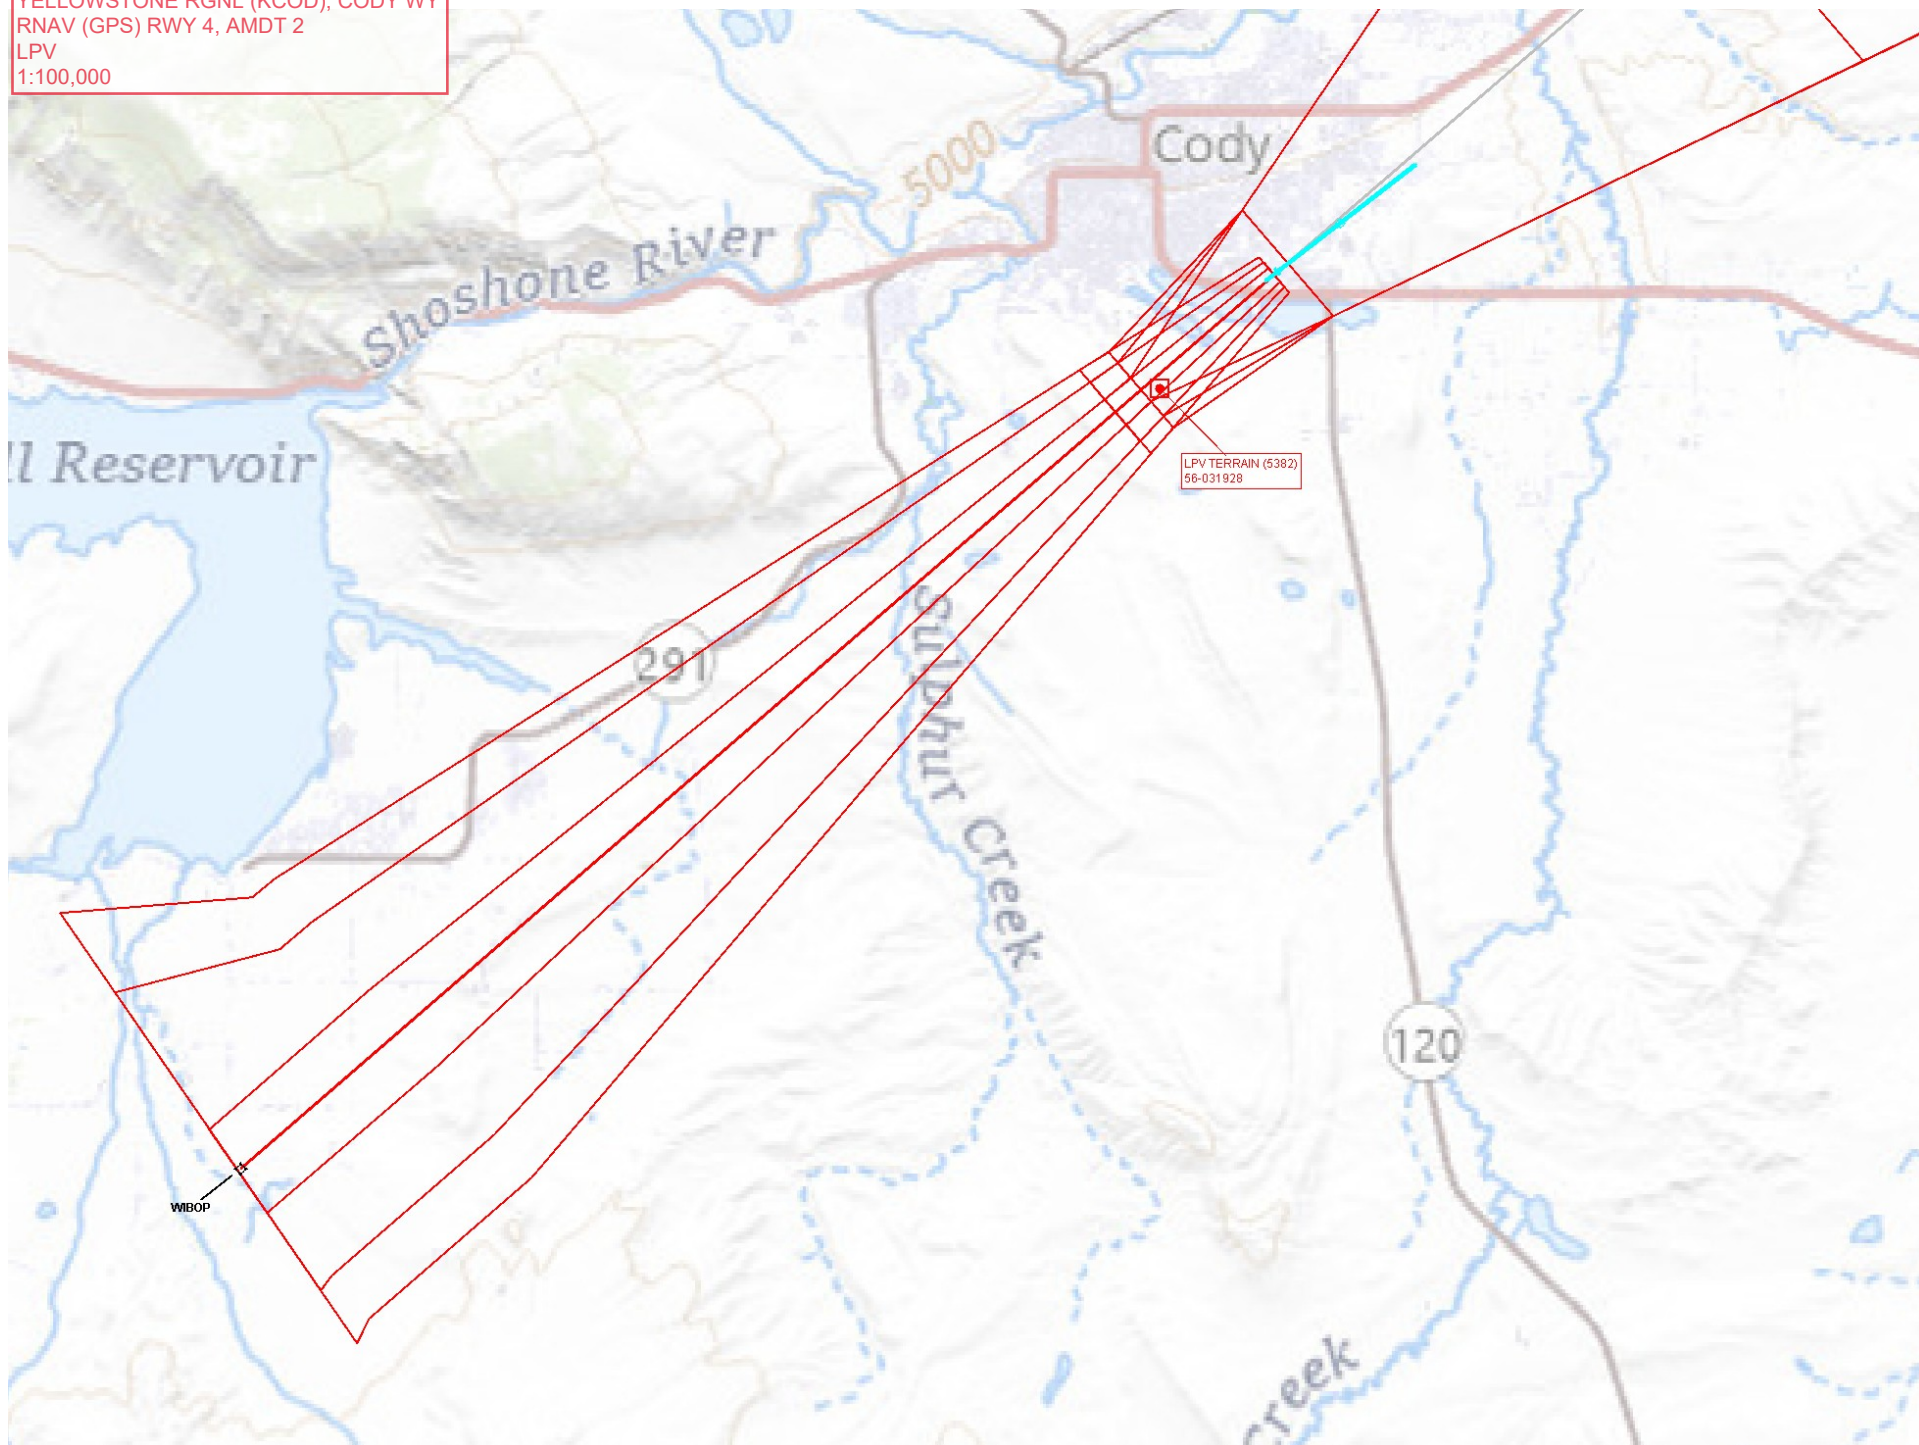 YELLOWSTONE RGNL (KCOD), CODY WY
RNAV (GPS) RWY 4, AMDT 2
LPV
1:100,000
Cody
5000
Shoshone River
ll Reservoir
LPV TERRAIN (5382)
56-031928
291
Sulphur Creek
120
WIBOP
Creek